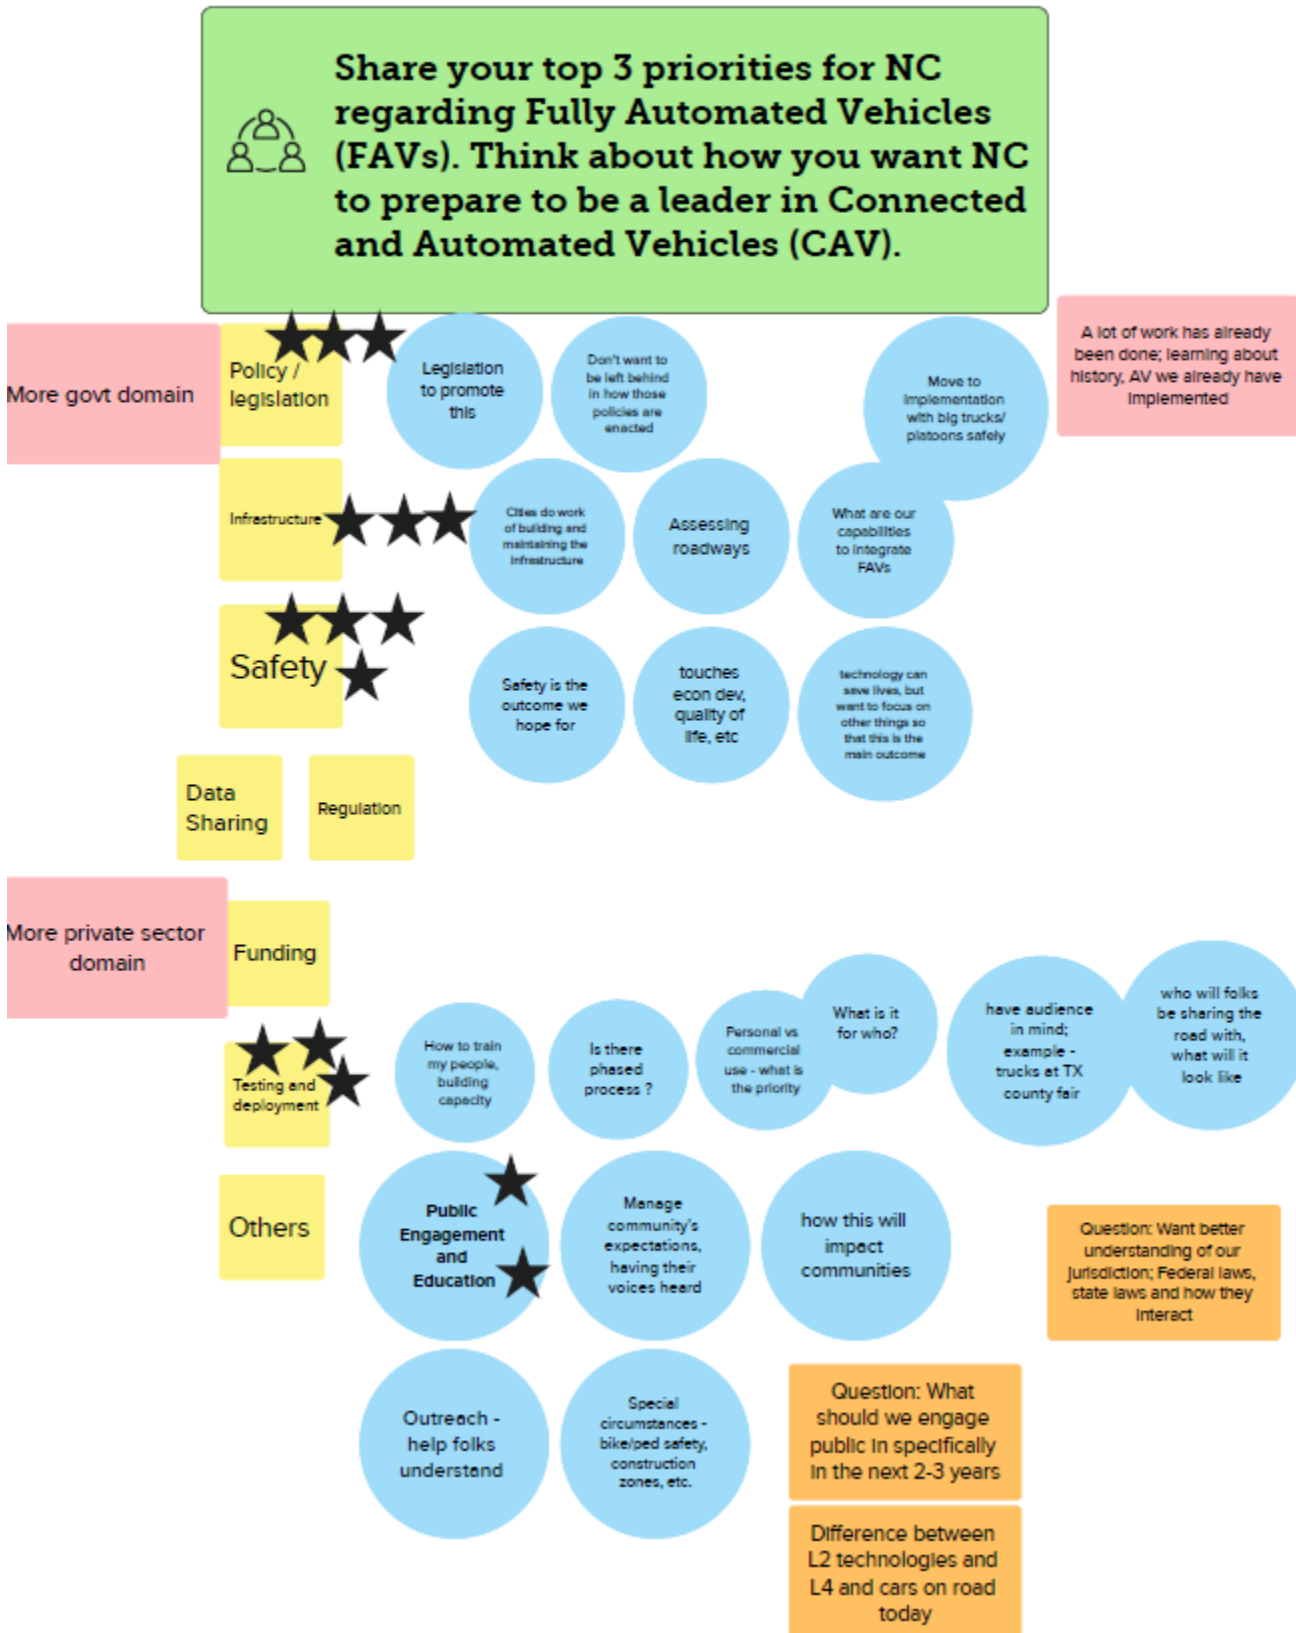 Share your top 3 priorities for NC
regarding Fully Automated Vehicles
(FAVs). Think about how you want NC
to prepare to be a leader in Connected
and Automated Vehicles (CAV).
More govt domain
Policy /
legislation
Legislation
to promote
this
Don't want to
be left behind
in how those
policies are
enacted
Move to
implementation
with big trucks/
platoons safely
A lot of work has already
been done; learning about
history, AV we already have
implemented
Infrastructure
Cities do work
of building and
maintaining the
infrastructure
Assessing
roadways
What are our
capabilities
to integrate
FAVs
Safety
Safety is the
outcome we
hope for
touches
econ dev,
quality of
life, etc
technology can
save lives, but
want to focus on
other things so
that this is the
main outcome
Data
Sharing
Regulation
More private sector
domain
Funding
Testing and
deployment
How to train
my people,
building
capacity
Is there
phased
process ?
Personal vs
commercial
use - what is
the priority
What is it
for who?
have audience
in mind;
example -
trucks at TX
county fair
who will folks
be sharing the
road with,
what will it
look like
Others
Public
Engagement
and
Education
Manage
community's
expectations,
having their
voices heard
how this will
impact
communities
Question: Want better
understanding of our
jurisdiction; Federal laws,
state laws and how they
interact
Outreach -
help folks
understand
Special
circumstances -
bike/ped safety,
construction
zones, etc.
Question: What
should we engage
public in specifically
in the next 2-3 years
Difference between
L2 technologies and
L4 and cars on road
today